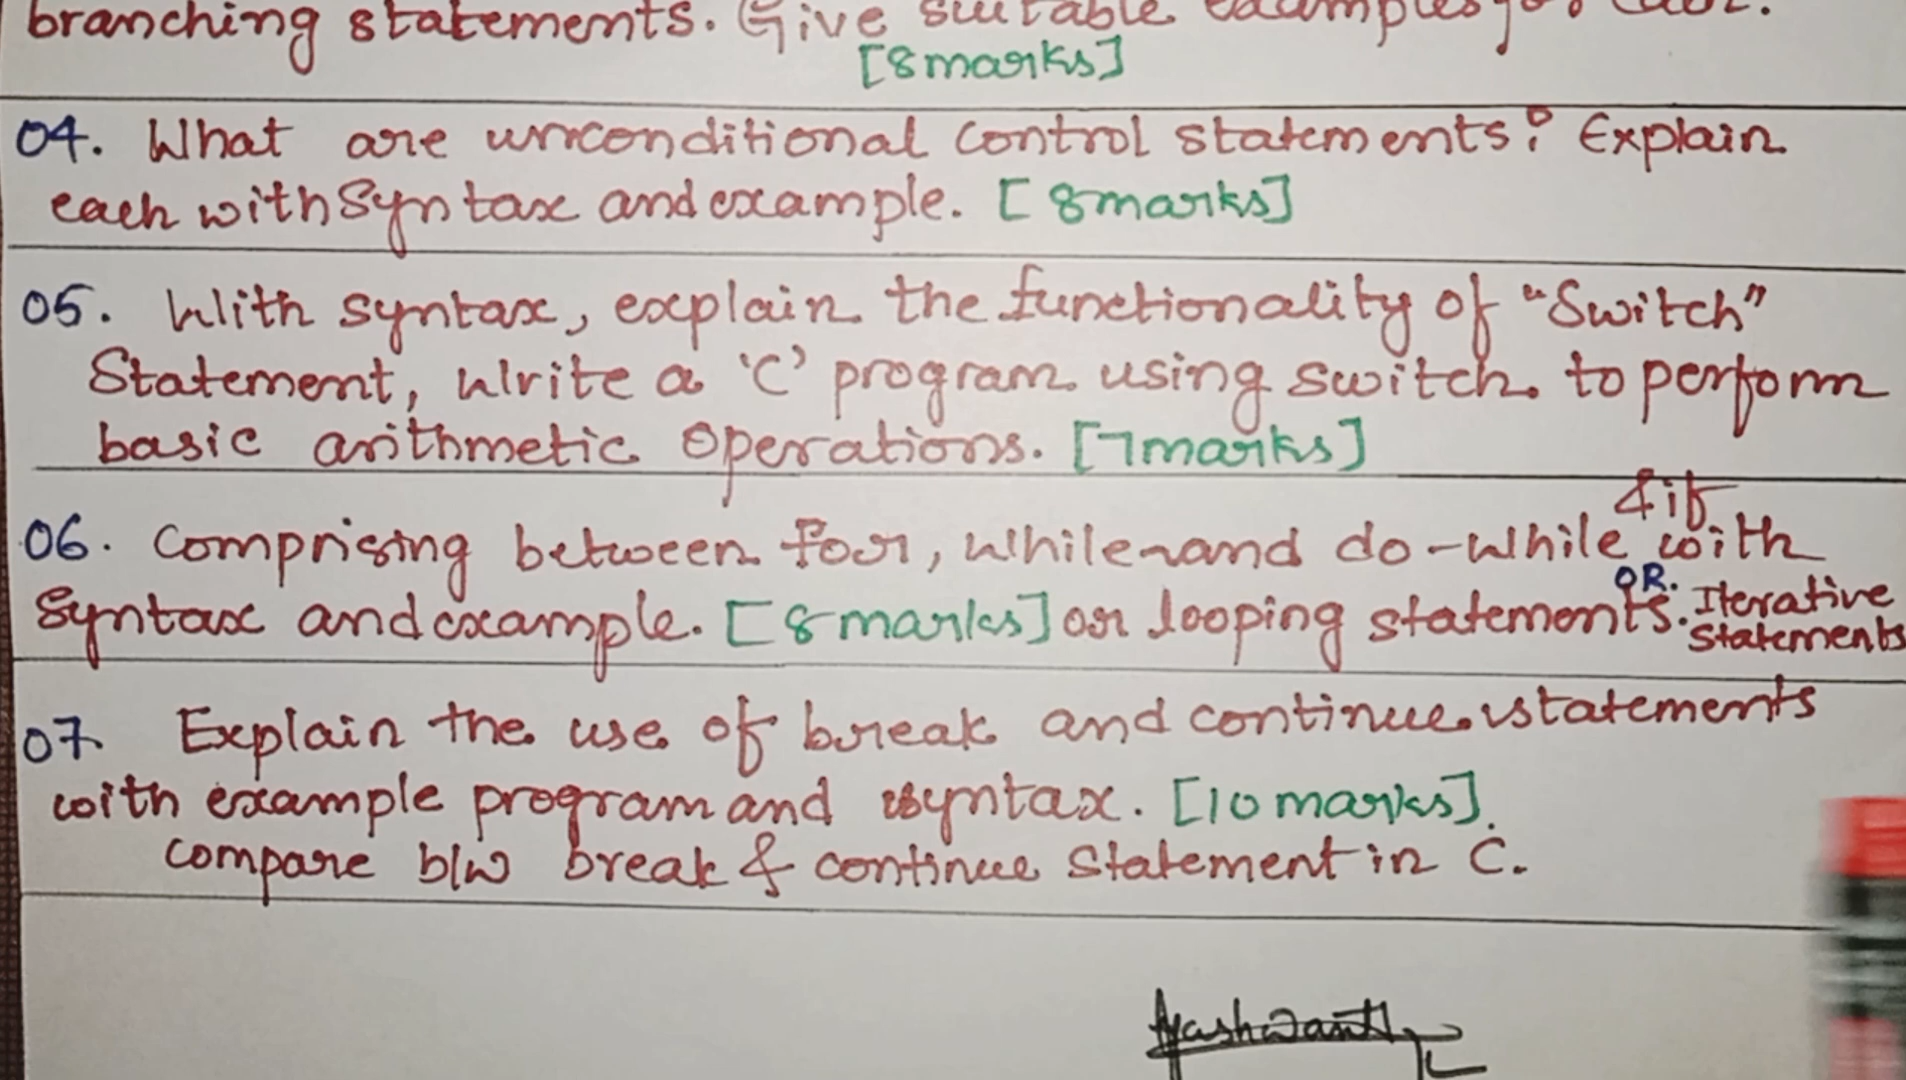 branching statements. Give suitable examples for each.
[8marks]
04. What are unconditional control statements? Explain
each with Syntax and example. [8marks]
05. With syntax, explain the functionality of "Switch"
Statement, Write a 'C' program using switch to perform
basic arithmetic Operations. [7marks]
& if
06. Comprising between for, while and do-while with
OR. Iterative
Syntax and example. [8marks] or looping statements. Statements
07. Explain the use of break and continue statements
with example program and syntax. [10marks].
compare b/w break & continue Statement in C.
Yashwanth